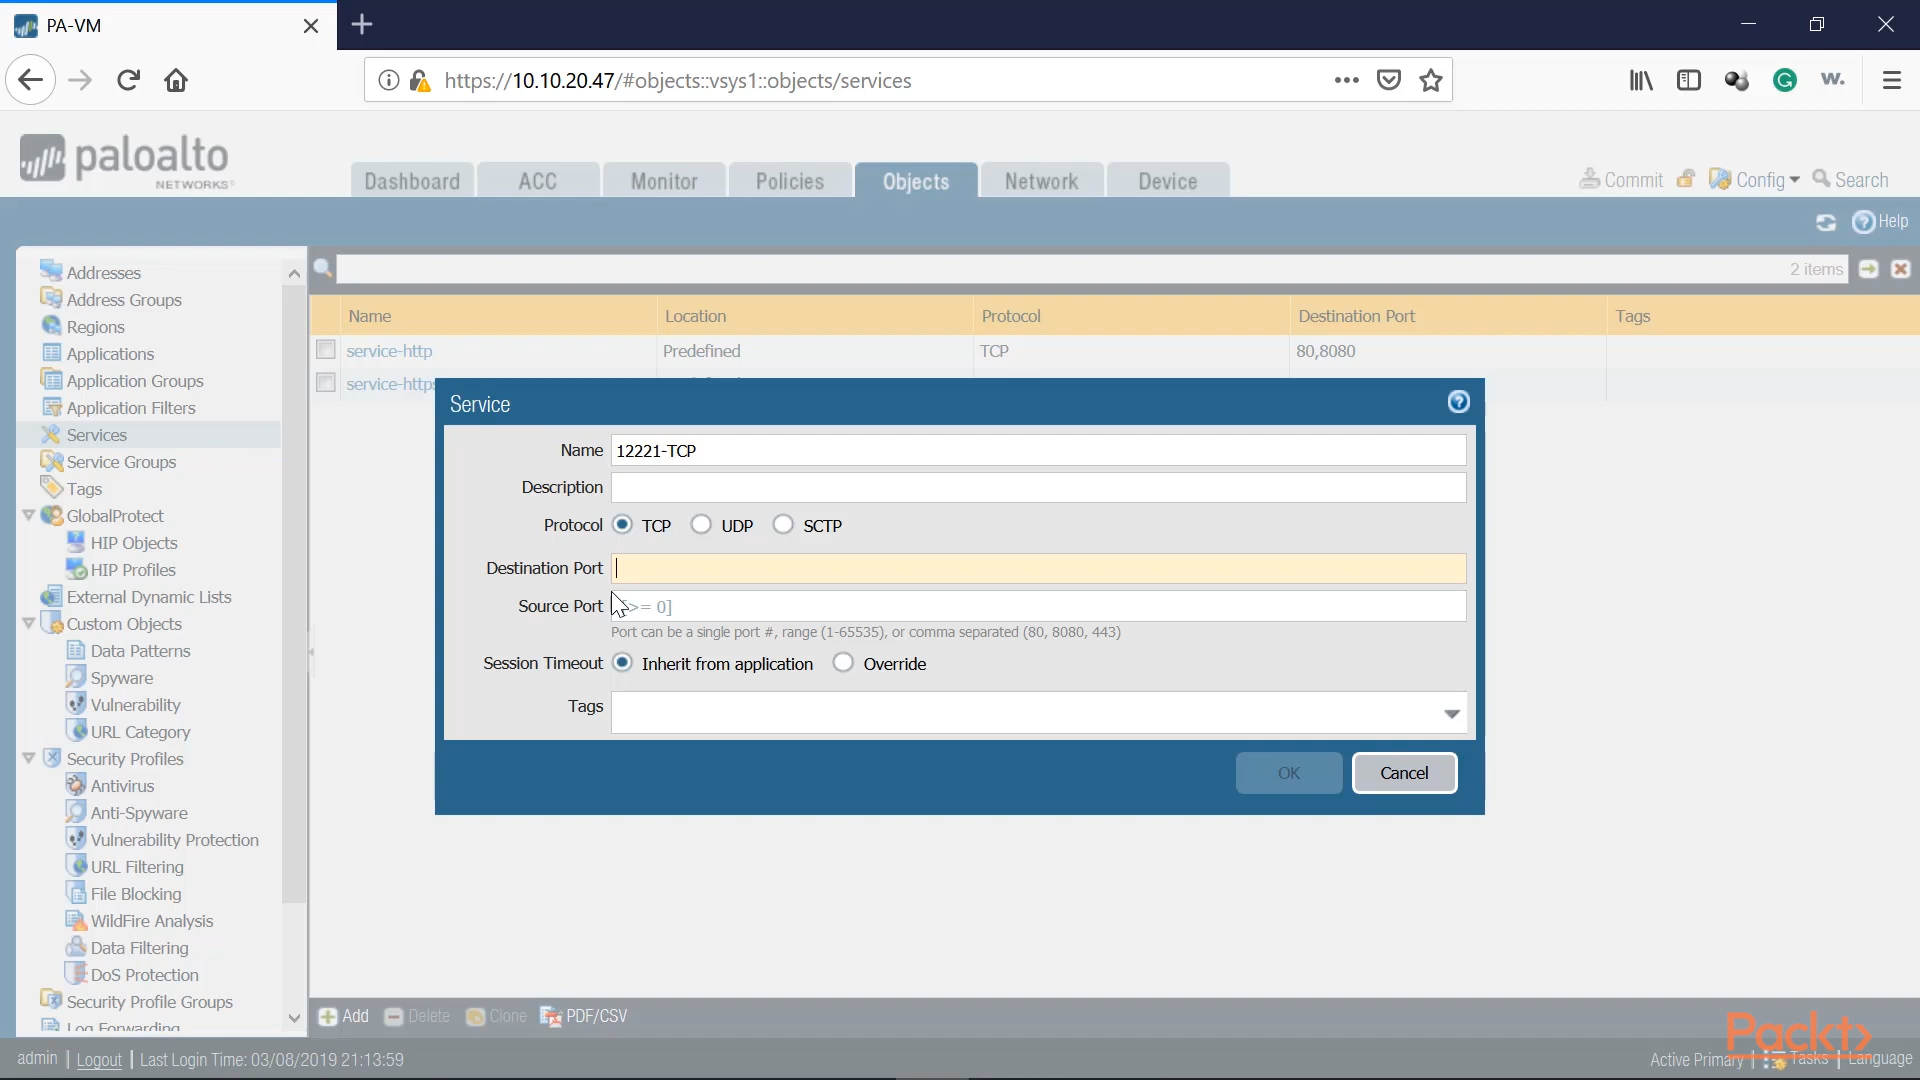 PA-VM
https://10.10.20.47/#objects::vsys1::objects/services
paloalto
NETWORKS
Dashboard ACC Monitor Policies Objects Network Device
Commit Config Search
Help
Addresses
Address Groups
Regions
Applications
Application Groups
Application Filters
Services
Service Groups
Tags
GlobalProtect
HIP Objects
HIP Profiles
External Dynamic Lists
Custom Objects
Data Patterns
Spyware
Vulnerability
URL Category
Security Profiles
Antivirus
Anti-Spyware
Vulnerability Protection
URL Filtering
File Blocking
WildFire Analysis
Data Filtering
DoS Protection
Security Profile Groups
Log Forwarding
2 items
Name Location Protocol Destination Port Tags
service-http Predefined TCP 80,8080
service-http
Service
Name 12221-TCP
Description
Protocol TCP UDP SCTP
Destination Port
Source Port >= 0]
Port can be a single port #, range (1-65535), or comma separated (80, 8080, 443)
Session Timeout Inherit from application Override
Tags
OK Cancel
Add Delete Clone PDF/CSV
Packt>
admin | Logout | Last Login Time: 03/08/2019 21:13:59
Active Primary | Tasks | Language